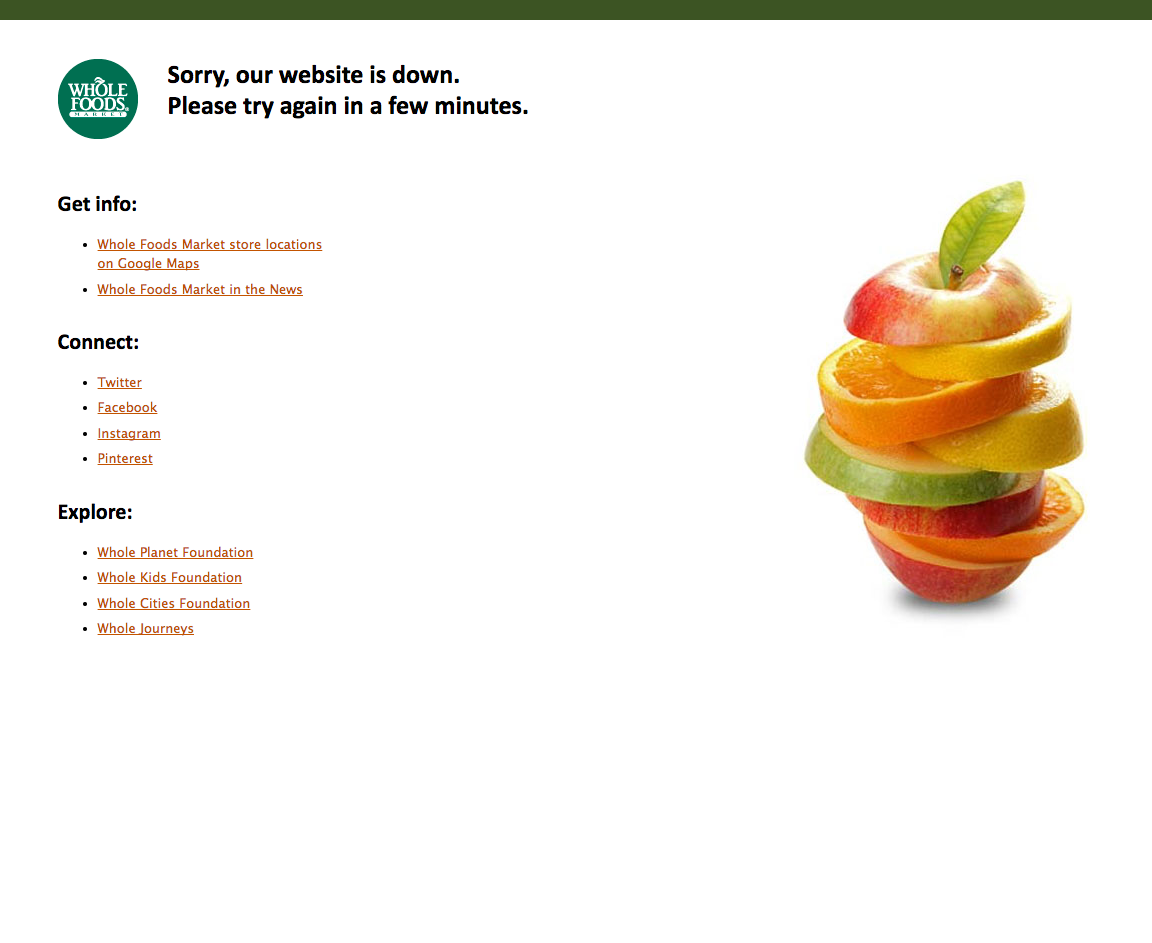 WHOLE
FOODS®
MARKET
Sorry, our website is down.
Please try again in a few minutes.
Get info:
Whole Foods Market store locations
on Google Maps
Whole Foods Market in the News
Connect:
Twitter
Facebook
Instagram
Pinterest
Explore:
Whole Planet Foundation
Whole Kids Foundation
Whole Cities Foundation
Whole Journeys